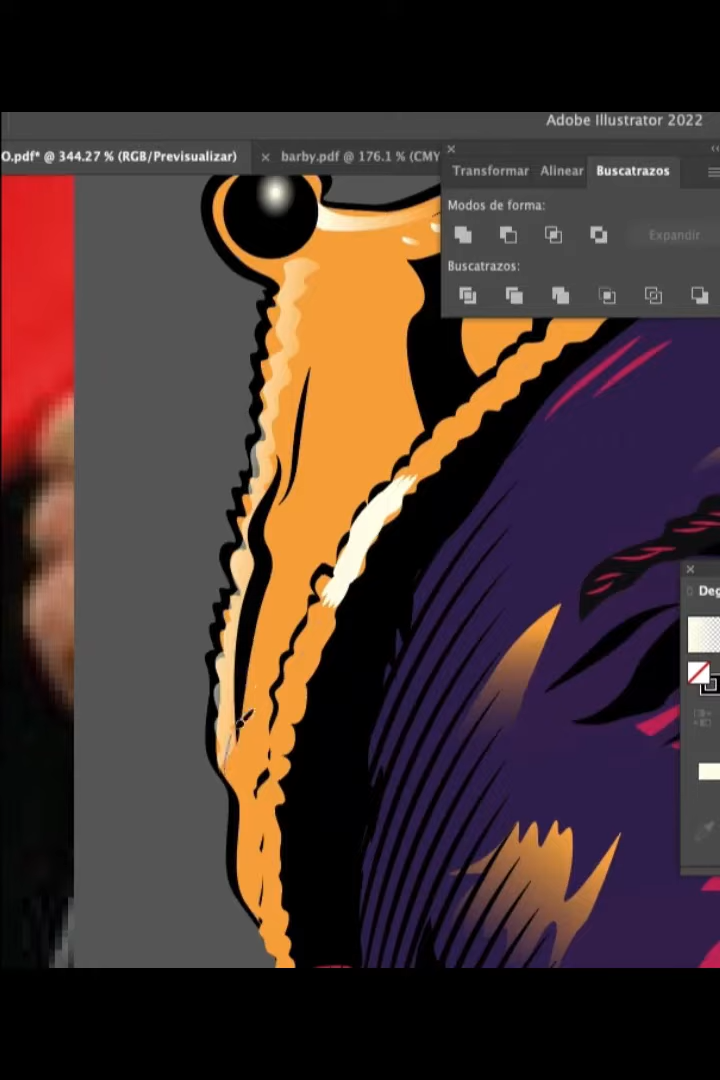 Adobe Illustrator 2022
O.pdf* @ 344.27 % (RGB/Previsualizar)
barby.pdf @ 176.1 % (CMY
Transformar Alinear Buscatrazos
Modos de forma:
Expandir
Buscatrazos:
Deg